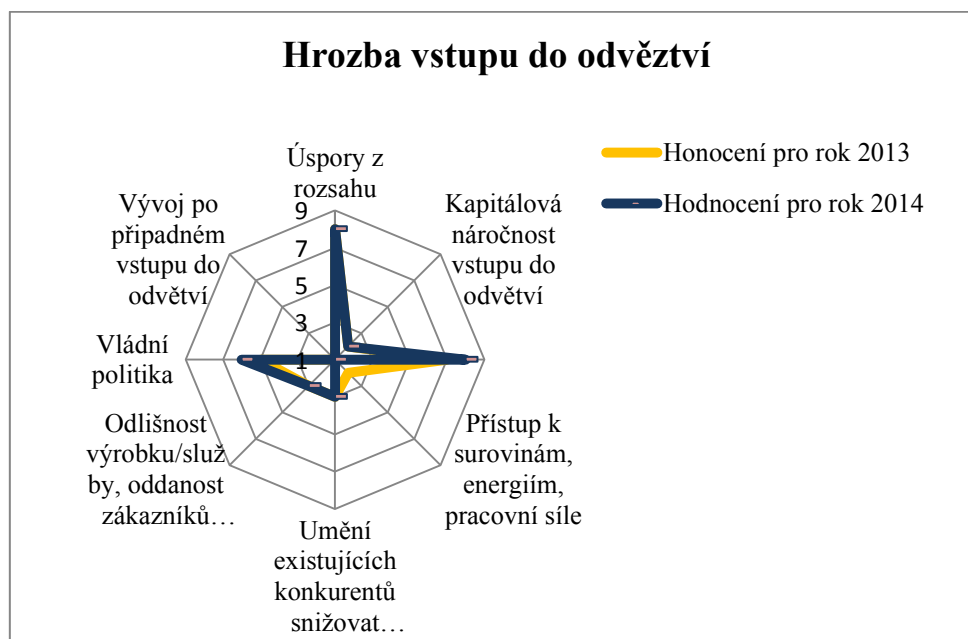 Hrozba vstupu do odvěztví
Honocení pro rok 2013
Hodnocení pro rok 2014
Úspory z
rozsahu
Kapitálová
náročnost
vstupu do
odvětví
Přístup k
surovinám,
energiím,
pracovní síle
Umění
existujících
konkurentů
snižovat…
Odlišnost
výrobku/služ
by, oddanost
zákazníků…
Vládní
politika
Vývoj po
připadném
vstupu do
odvětví
9
7
5
3
1